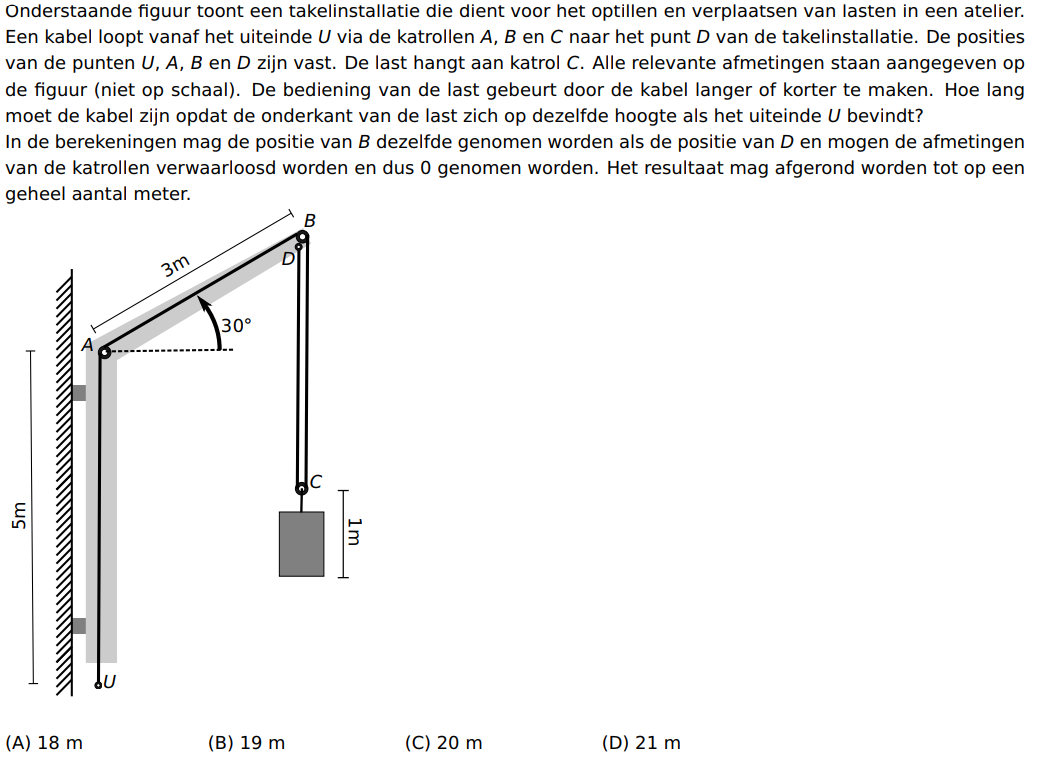 Onderstaande figuur toont een takelinstallatie die dient voor het optillen en verplaatsen van lasten in een atelier.
Een kabel loopt vanaf het uiteinde U via de katrollen A, B en C naar het punt D van de takelinstallatie. De posities
van de punten U, A, B en D zijn vast. De last hangt aan katrol C. Alle relevante afmetingen staan aangegeven op
de figuur (niet op schaal). De bediening van de last gebeurt door de kabel langer of korter te maken. Hoe lang
moet de kabel zijn opdat de onderkant van de last zich op dezelfde hoogte als het uiteinde U bevindt?
In de berekeningen mag de positie van B dezelfde genomen worden als de positie van D en mogen de afmetingen
van de katrollen verwaarloosd worden en dus 0 genomen worden. Het resultaat mag afgerond worden tot op een
geheel aantal meter.
B
3m
D
30°
A
C
5m
1m
U
(A) 18 m (B) 19 m (C) 20 m (D) 21 m